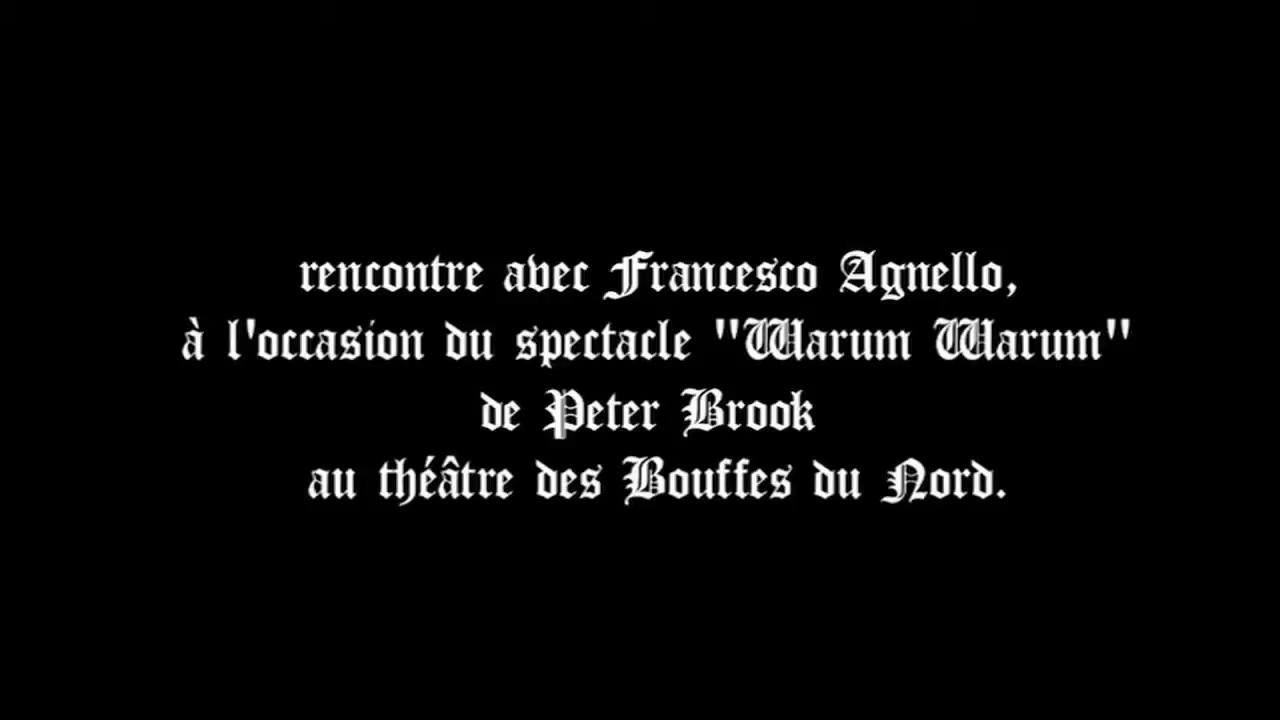 rencontre avec Francesco Agnello,
à l'occasion du spectacle "Warum Warum"
de Peter Brook
au théâtre des Bouffes du Nord.